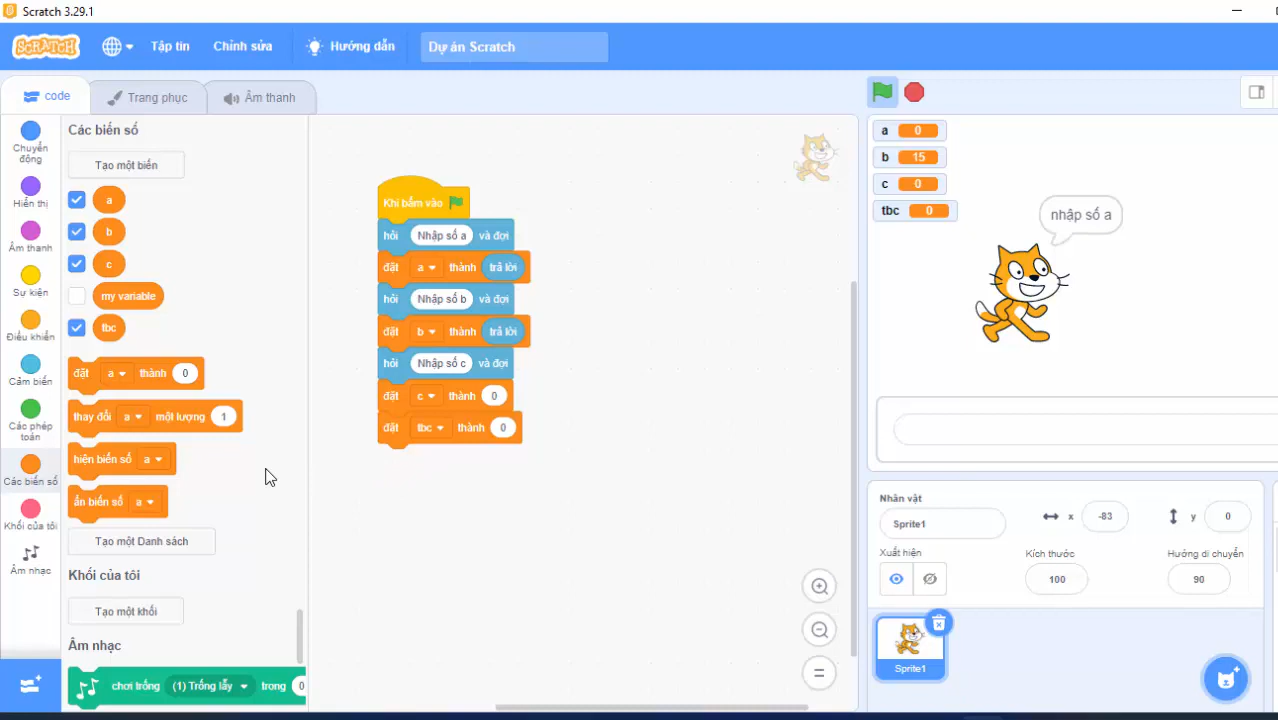 Scratch 3.29.1
SCRATCH Tập tin Chỉnh sửa Hướng dẫn Dự án Scratch
code Trang phục Âm thanh
Chuyển động
Hiển thị
Âm thanh
Sự kiện
Điều khiển
Cảm biến
Các phép toán
Các biến số
Khối của tôi
Âm nhạc
Các biến số
Tạo một biến
a
b
c
my variable
tbc
đặt a thành 0
thay đổi a một lượng 1
hiện biến số a
ẩn biến số a
Tạo một Danh sách
Khối của tôi
Tạo một khối
Âm nhạc
chơi trống (1) Trống lẫy trong 0
Khi bấm vào
hỏi Nhập số a và đợi
đặt a thành trả lời
hỏi Nhập số b và đợi
đặt b thành trả lời
hỏi Nhập số c và đợi
đặt c thành 0
đặt tbc thành 0
a 0
b 15
c 0
tbc 0
nhập số a
Nhân vật
Sprite1 x -83 y 0
Xuất hiện Kích thước Hướng di chuyển
100 90
Sprite1